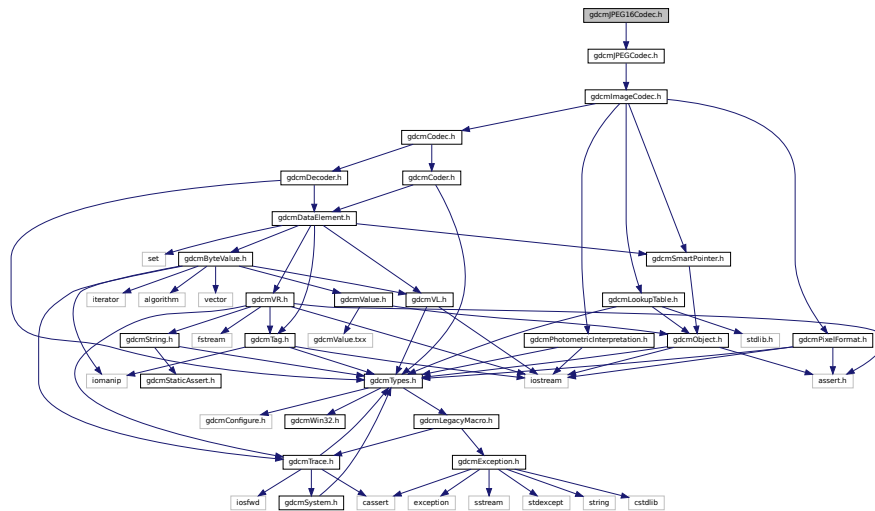 gdcmJPEG16Codec.h
gdcmJPEGCodec.h
gdcmImageCodec.h
gdcmCodec.h
gdcmDecoder.h
gdcmCoder.h
gdcmDataElement.h
set
gdcmByteValue.h
gdcmSmartPointer.h
iterator
algorithm
vector
gdcmVR.h
gdcmValue.h
gdcmVL.h
gdcmLookupTable.h
gdcmString.h
fstream
gdcmTag.h
gdcmValue.txx
gdcmPhotometricInterpretation.h
gdcmObject.h
stdlib.h
gdcmPixelFormat.h
iomanip
gdcmStaticAssert.h
gdcmTypes.h
iostream
assert.h
gdcmConfigure.h
gdcmWin32.h
gdcmLegacyMacro.h
gdcmTrace.h
gdcmException.h
iosfwd
gdcmSystem.h
cassert
exception
sstream
stdexcept
string
cstdlib